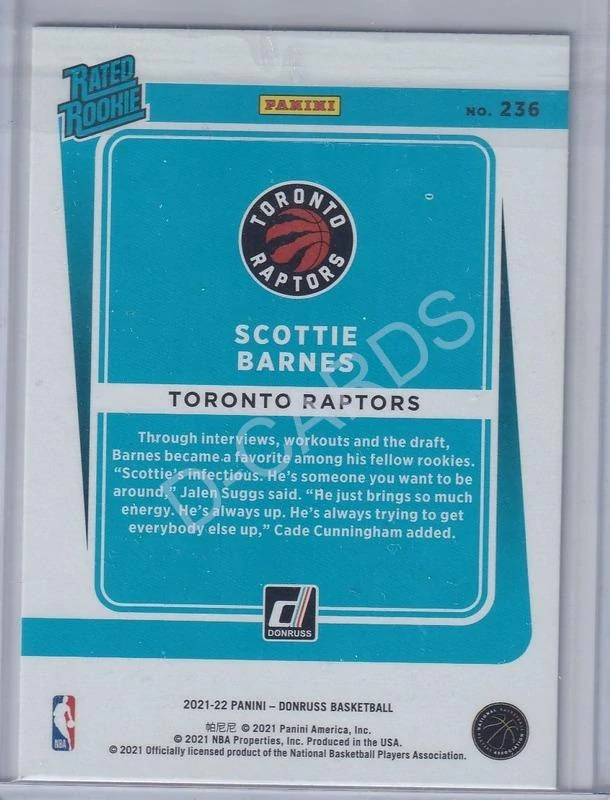 RATED
ROOKIE
PANINI
NO. 236
TORONTO
RAPTORS
SCOTTIE
BARNES
TORONTO RAPTORS
Through interviews, workouts and the draft,
Barnes became a favorite among his fellow rookies.
“Scottie’s infectious. He’s someone you want to be
around,” Jalen Suggs said. “He just brings so much
energy. He’s always up. He’s always trying to get
everybody else up,” Cade Cunningham added.
D-CARDS
d
DONRUSS
2021-22 PANINI – DONRUSS BASKETBALL
帕尼尼 © 2021 Panini America, Inc.
© 2021 NBA Properties, Inc. Produced in the USA.
© 2021 Officially licensed product of the National Basketball Players Association.
NBA
NATIONAL BASKETBALL
ASSOCIATION